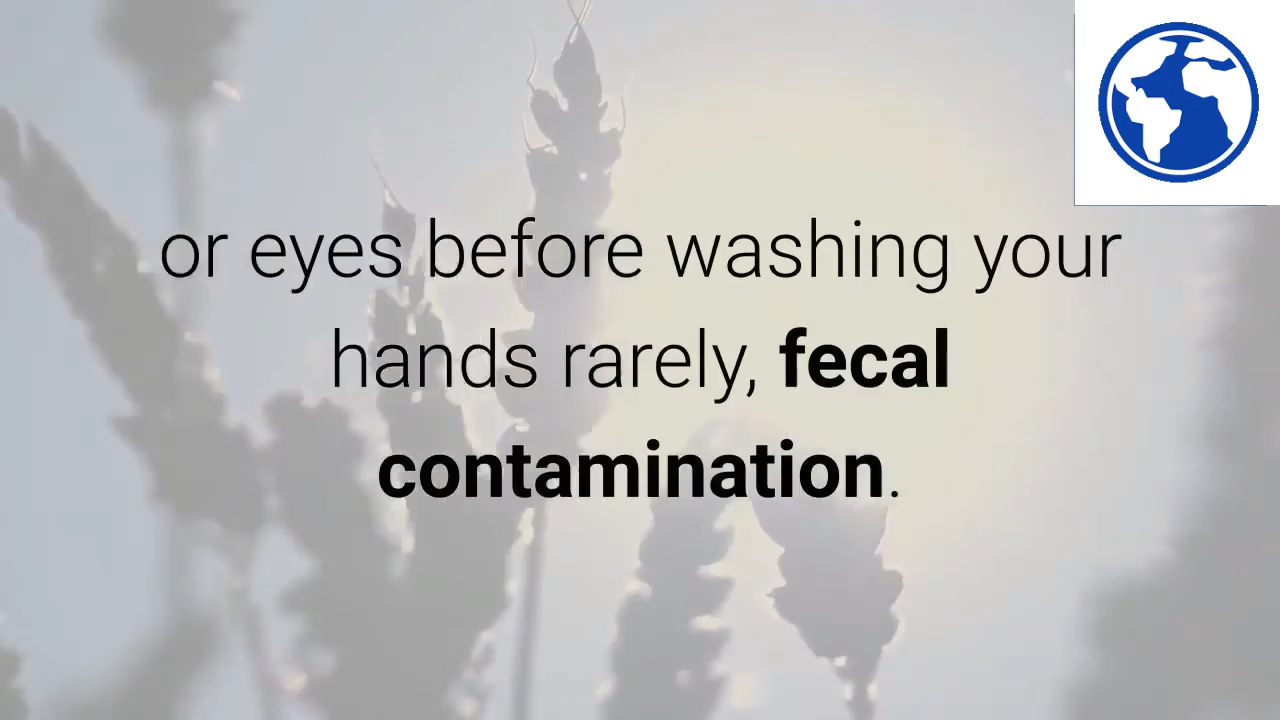 or eyes before washing your
hands rarely, fecal
contamination.